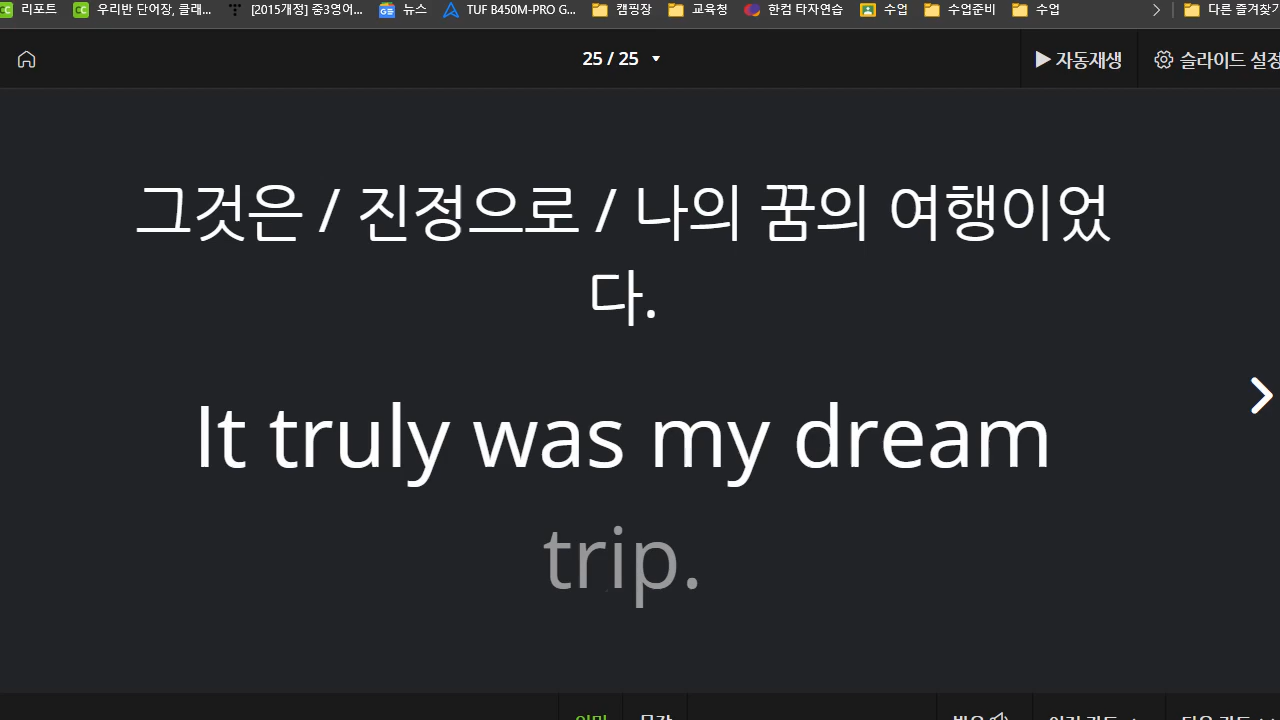 리포트 우리반 단어장, 클래... [2015개정] 중3영어... 뉴스 TUF B450M-PRO G... 캠핑장 교육청 한컴 타자연습 수업 수업준비 수업 다른 즐겨찾기
25 / 25 자동재생 슬라이드 설정
그것은 / 진정으로 / 나의 꿈의 여행이었
다.
It truly was my dream
trip.